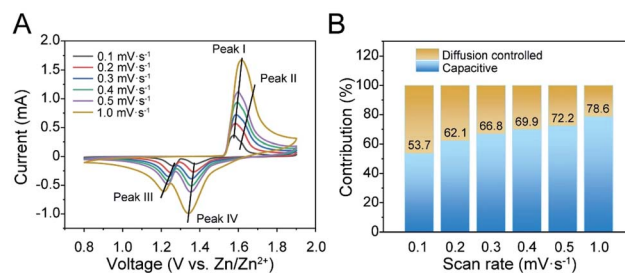 A
Current (mA)
2.0
1.5
1.0
0.5
0.0
-0.5
-1.0
0.1 mV·s⁻¹
0.2 mV·s⁻¹
0.3 mV·s⁻¹
0.4 mV·s⁻¹
0.5 mV·s⁻¹
1.0 mV·s⁻¹
Peak I
Peak II
Peak III
Peak IV
0.8 1.0 1.2 1.4 1.6 1.8 2.0
Voltage (V vs. Zn/Zn²⁺)
B
Contribution (%)
120
100
80
60
40
20
0
Diffusion controlled
Capacitive
53.7 62.1 66.8 69.9 72.2 78.6
0.1 0.2 0.3 0.4 0.5 1.0
Scan rate (mV·s⁻¹)